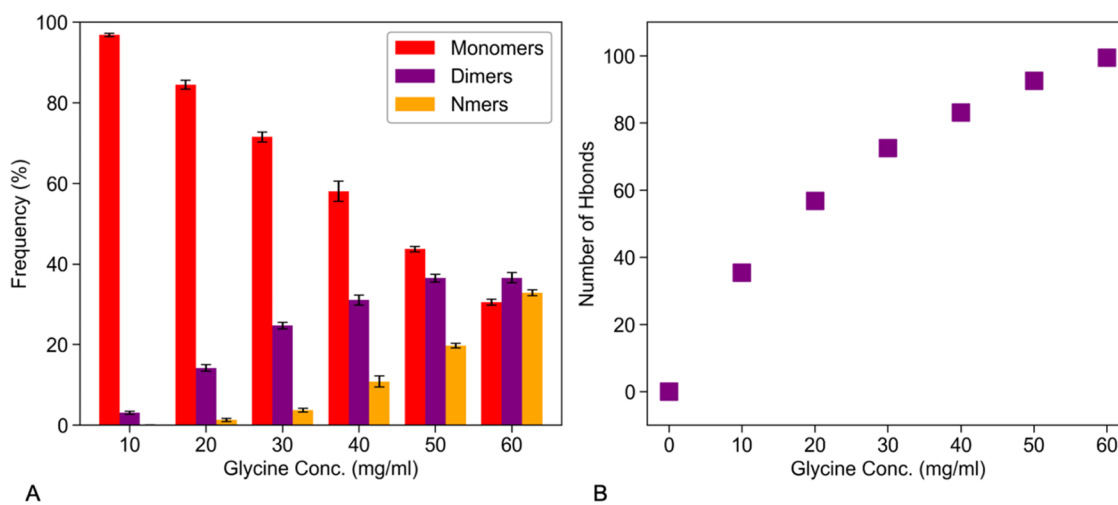 100
80
60
40
20
0
Frequency (%)
Monomers
Dimers
Nmers
10 20 30 40 50 60
Glycine Conc. (mg/ml)
A
100
80
60
40
20
0
Number of Hbonds
0 10 20 30 40 50 60
Glycine Conc. (mg/ml)
B